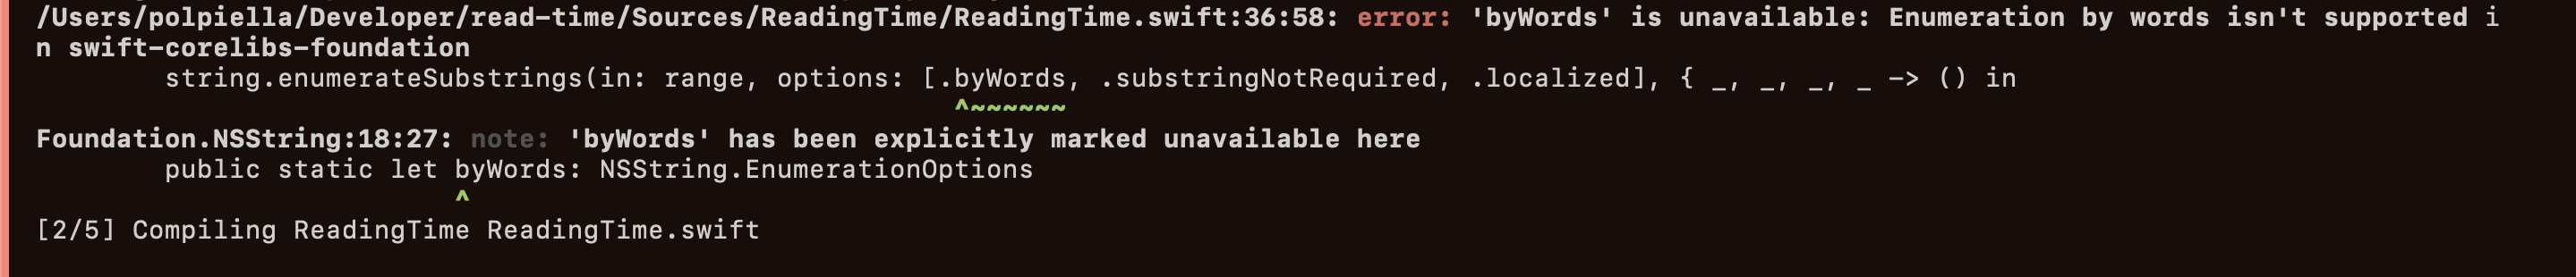 /Users/polpiella/Developer/read-time/Sources/ReadingTime/ReadingTime.swift:36:58: error: 'byWords' is unavailable: Enumeration by words isn't supported i
n swift-corelibs-foundation
        string.enumerateSubstrings(in: range, options: [.byWords, .substringNotRequired, .localized], { _, _, _, _ -> () in
                                                         ^~~~~~~
Foundation.NSString:18:27: note: 'byWords' has been explicitly marked unavailable here
        public static let byWords: NSString.EnumerationOptions
                          ^
[2/5] Compiling ReadingTime ReadingTime.swift